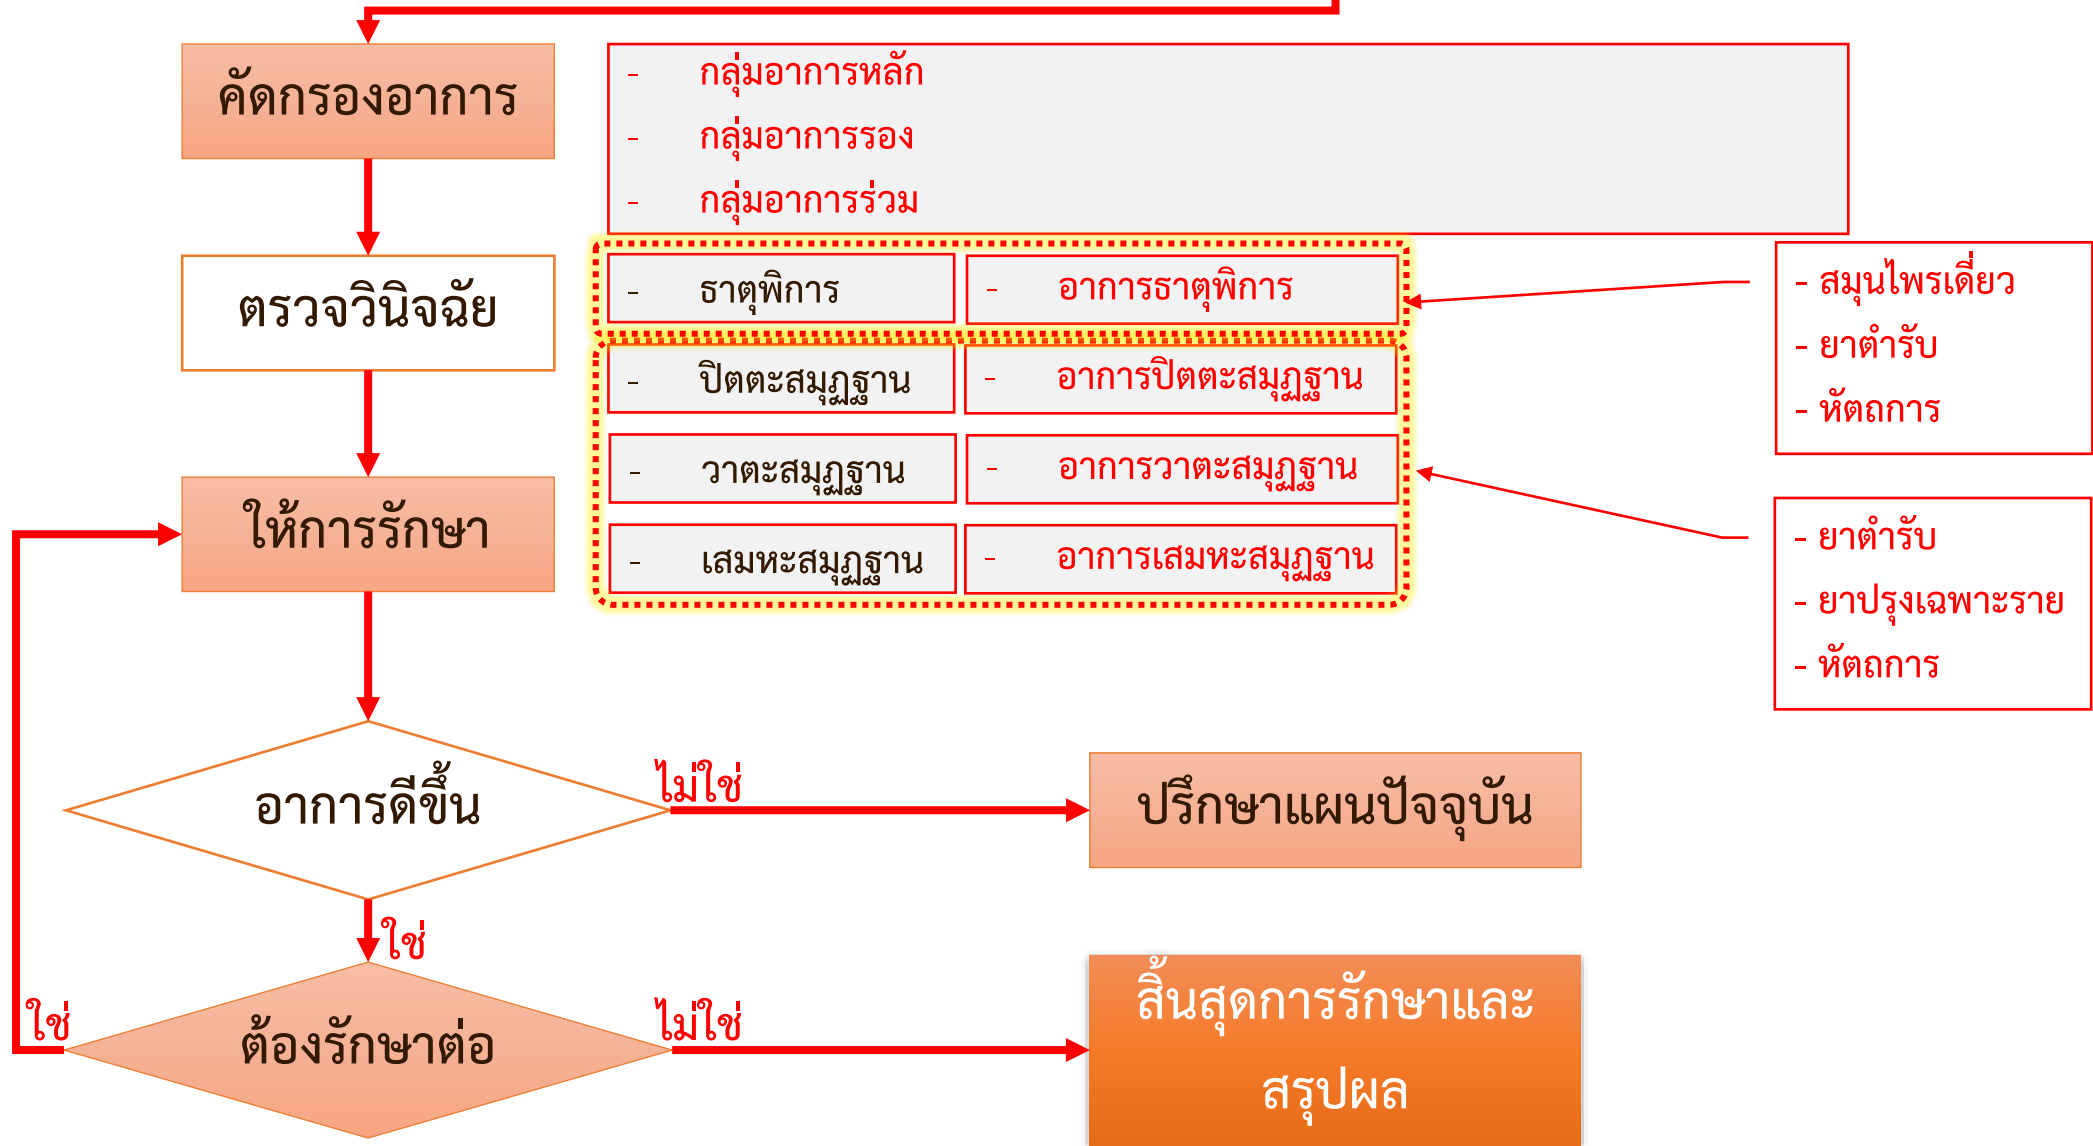 คัดกรองอาการ
- กลุ่มอาการหลัก
- กลุ่มอาการรอง
- กลุ่มอาการร่วม
ตรวจวินิจฉัย
- ธาตุพิการ
- อาการธาตุพิการ
- ปิตตะสมุฏฐาน
- อาการปิตตะสมุฏฐาน
- วาตะสมุฏฐาน
- อาการวาตะสมุฏฐาน
- เสมหะสมุฏฐาน
- อาการเสมหะสมุฏฐาน
- สมุนไพรเดี่ยว
- ยาตำรับ
- หัตถการ
- ยาตำรับ
- ยาปรุงเฉพาะราย
- หัตถการ
ให้การรักษา
อาการดีขึ้น
ไม่ใช่
ปรึกษาแผนปัจจุบัน
ใช่
ใช่
ต้องรักษาต่อ
ไม่ใช่
สิ้นสุดการรักษาและ
สรุปผล